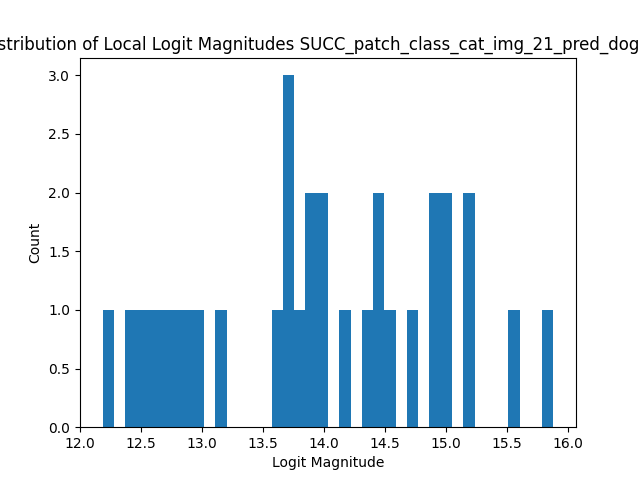 stribution of Local Logit Magnitudes SUCC_patch_class_cat_img_21_pred_dog
3.0
2.5
2.0
1.5
1.0
0.5
0.0
Count
12.0 12.5 13.0 13.5 14.0 14.5 15.0 15.5 16.0
Logit Magnitude